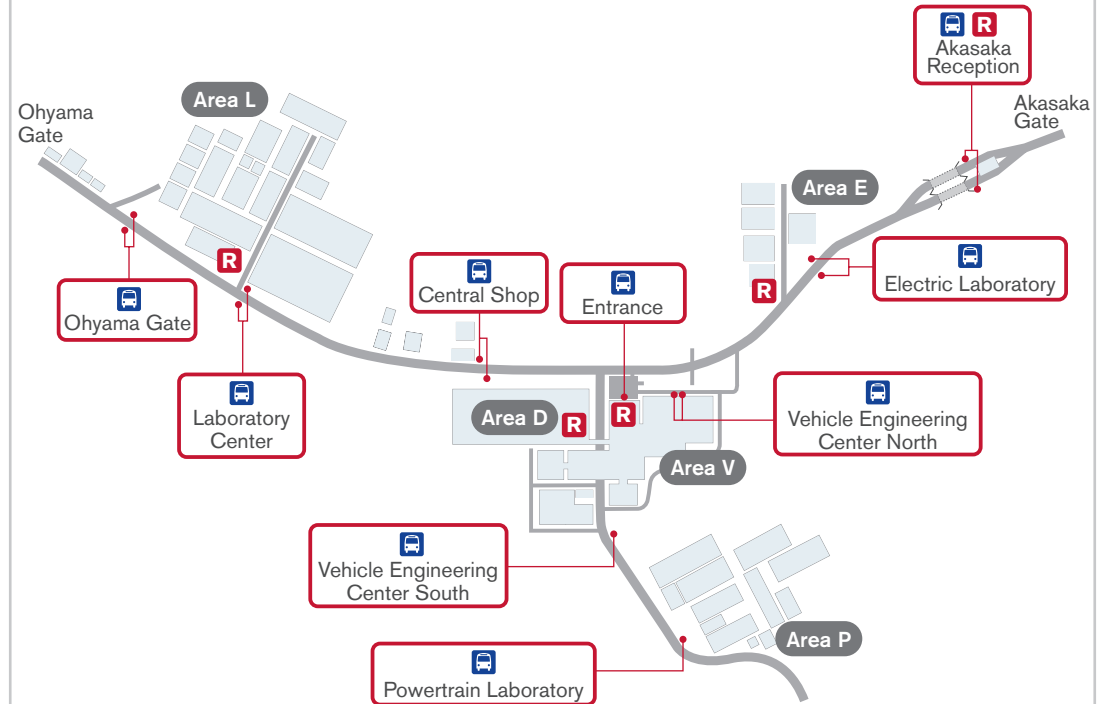 R
Akasaka
Reception
Ohyama
Gate
Area L
Akasaka
Gate
Area E
R
Central Shop
Entrance
R
Electric Laboratory
Ohyama Gate
Laboratory
Center
Area D
R
R
Vehicle Engineering
Center North
Area V
Vehicle Engineering
Center South
Area P
Powertrain Laboratory